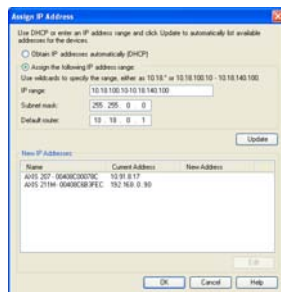 Assign IP Address
Use DHCP or enter an IP address range and click Update to automatically list available
addresses for the devices.
Obtain IP addresses automatically (DHCP)
Assign the following IP address range:
Use wildcards to specify the range, either as 10.18.* or 10.18.100.10 - 10.18.140.100
IP range: 10.18.100.10-10.18.140.100
Subnet mask: 255 . 255 . 0 . 0
Default router: 10 . 18 . 0 . 1
Update
New IP Addresses:
Name Current Address New Address
AXIS 207 - 00408C00078C 10.91.8.17
AXIS 211M - 00408C6B3FEC 192.168.0.90
Edit
OK Cancel Help